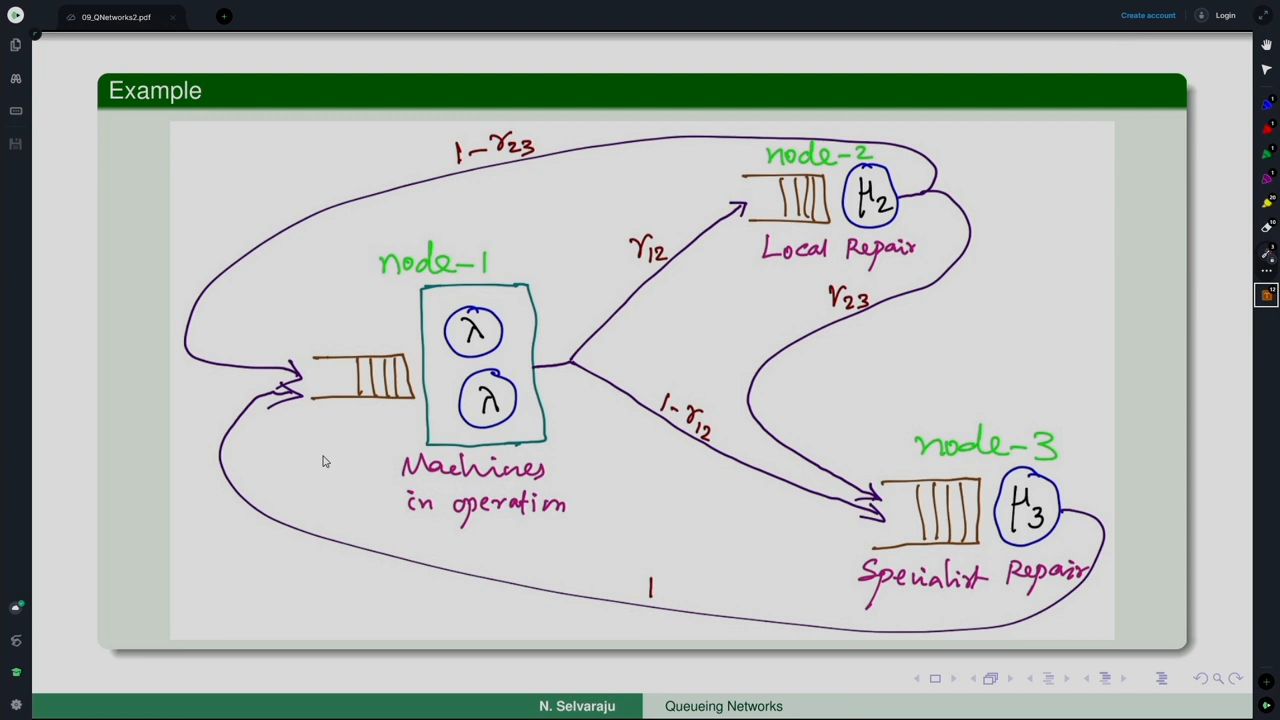 09_QNetworks2.pdf
Create account
Login
Example
1-r23
node-2
μ2
Local Repair
r12
r23
node-1
λ
λ
Machines
in operation
1-r12
node-3
μ3
Specialist Repair
1
N. Selvaraju
Queueing Networks